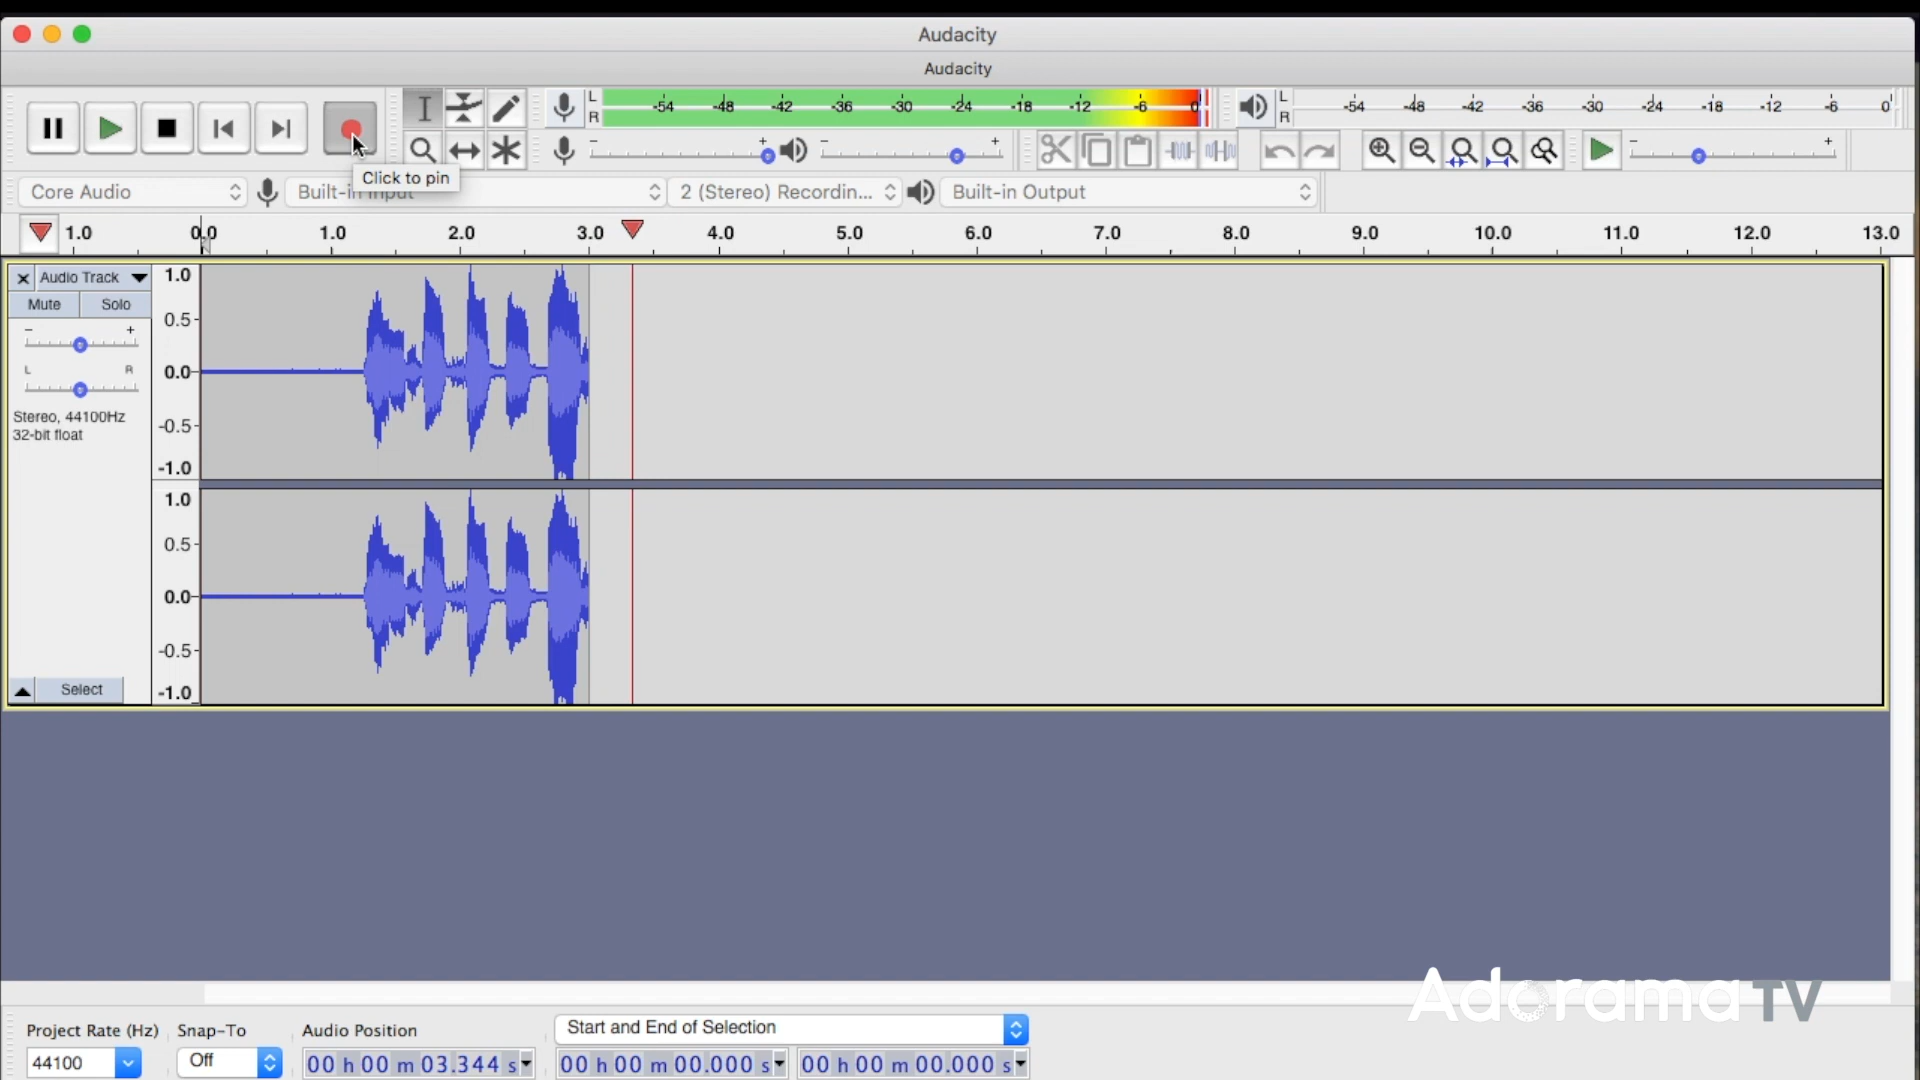 Audacity
Audacity
L
R
-54 -48 -42 -36 -30 -24 -18 -12 -6 0
L
R
-54 -48 -42 -36 -30 -24 -18 -12 -6 0
- +
- +
- +
Click to pin
Core Audio
Built-in Input
2 (Stereo) Recordin...
Built-in Output
1.0 0.0 1.0 2.0 3.0 4.0 5.0 6.0 7.0 8.0 9.0 10.0 11.0 12.0 13.0
Audio Track
Mute Solo
- +
L R
Stereo, 44100Hz
32-bit float
1.0
0.5-
0.0-
-0.5-
-1.0
1.0
0.5-
0.0-
-0.5-
-1.0
Select
Adorama TV
Project Rate (Hz) Snap-To Audio Position Start and End of Selection
44100 Off 00 h 00 m 03.344 s 00 h 00 m 00.000 s 00 h 00 m 00.000 s